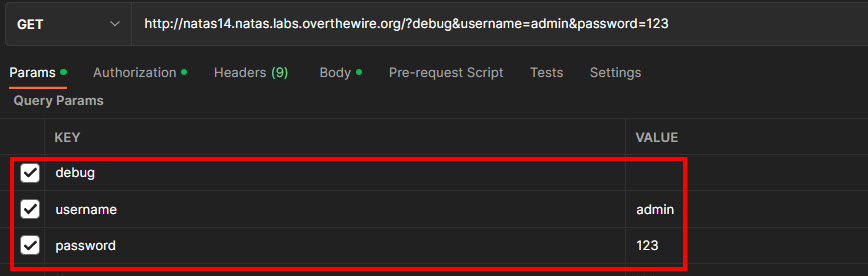 GET http://natas14.natas.labs.overthewire.org/?debug&username=admin&password=123
Params Authorization Headers (9) Body Pre-request Script Tests Settings
Query Params
KEY VALUE
debug
username admin
password 123